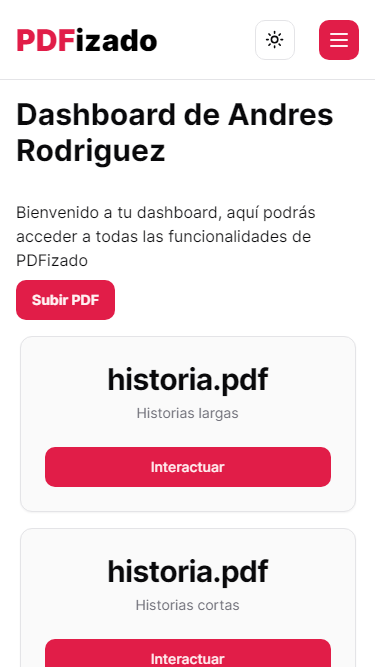 PDFizado
Dashboard de Andres
Rodriguez
Bienvenido a tu dashboard, aquí podrás
acceder a todas las funcionalidades de
PDFizado
Subir PDF
historia.pdf
Historias largas
Interactuar
historia.pdf
Historias cortas
Interactuar